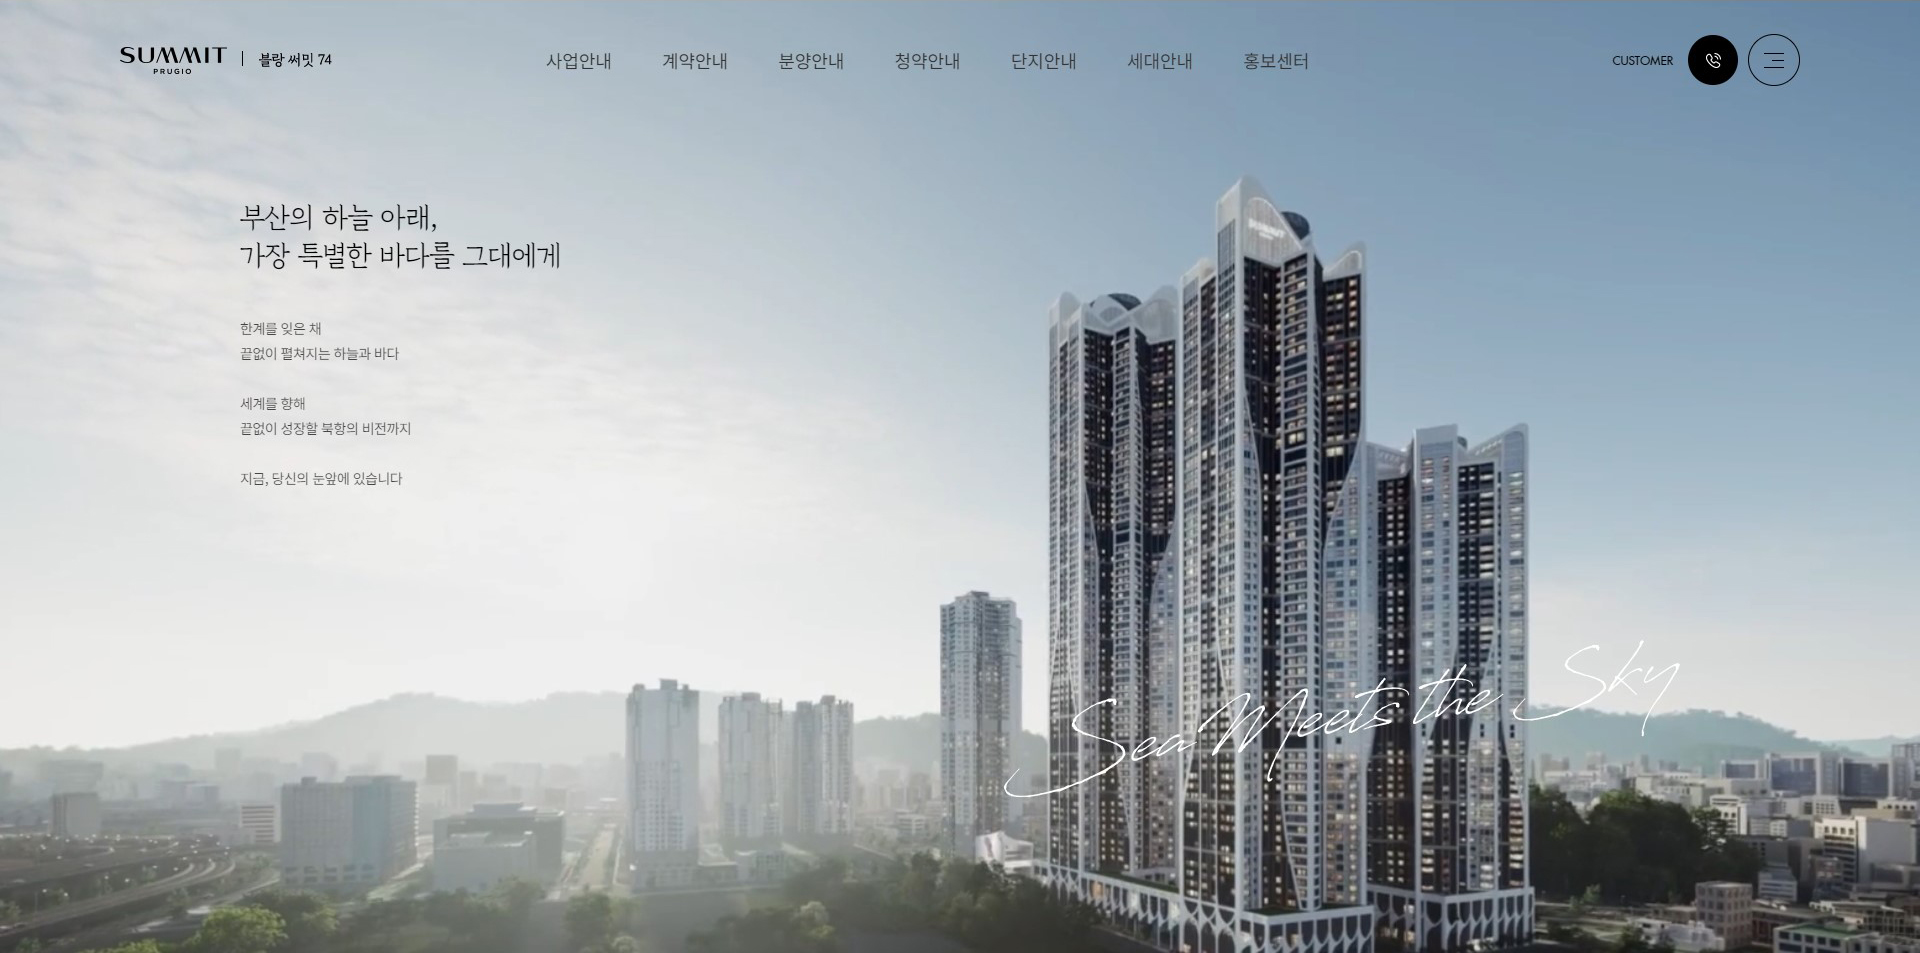 SUMMIT
PRUGIO
블랑 써밋 74
사업안내
계약안내
분양안내
청약안내
단지안내
세대안내
홍보센터
CUSTOMER
부산의 하늘 아래,
가장 특별한 바다를 그대에게
한계를 잊은 채
끝없이 펼쳐지는 하늘과 바다
세계를 향해
끝없이 성장할 북항의 비전까지
지금, 당신의 눈앞에 있습니다
SUMMIT
Sea Meets the Sky